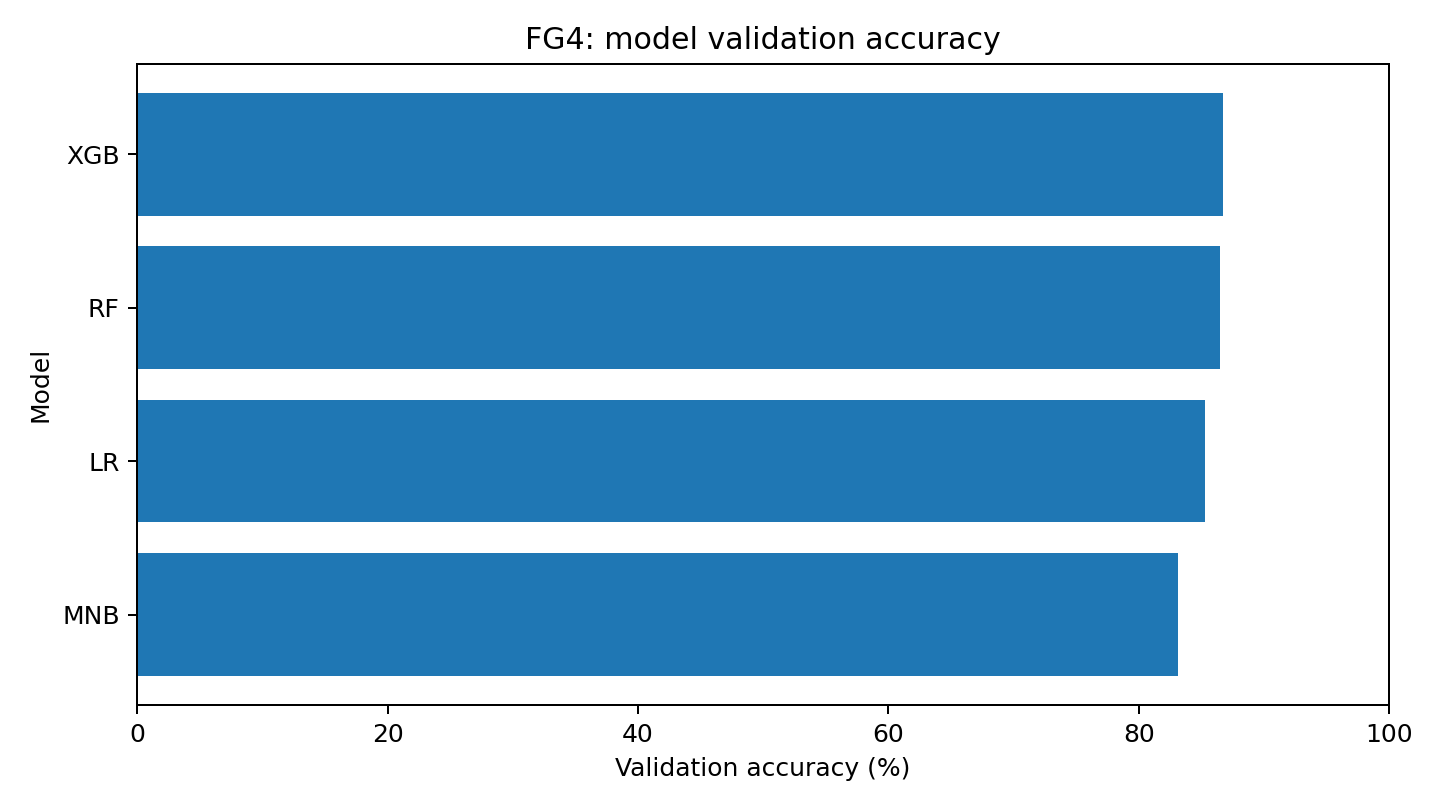 FG4: model validation accuracy
Model
XGB
RF
LR
MNB
0 20 40 60 80 100
Validation accuracy (%)